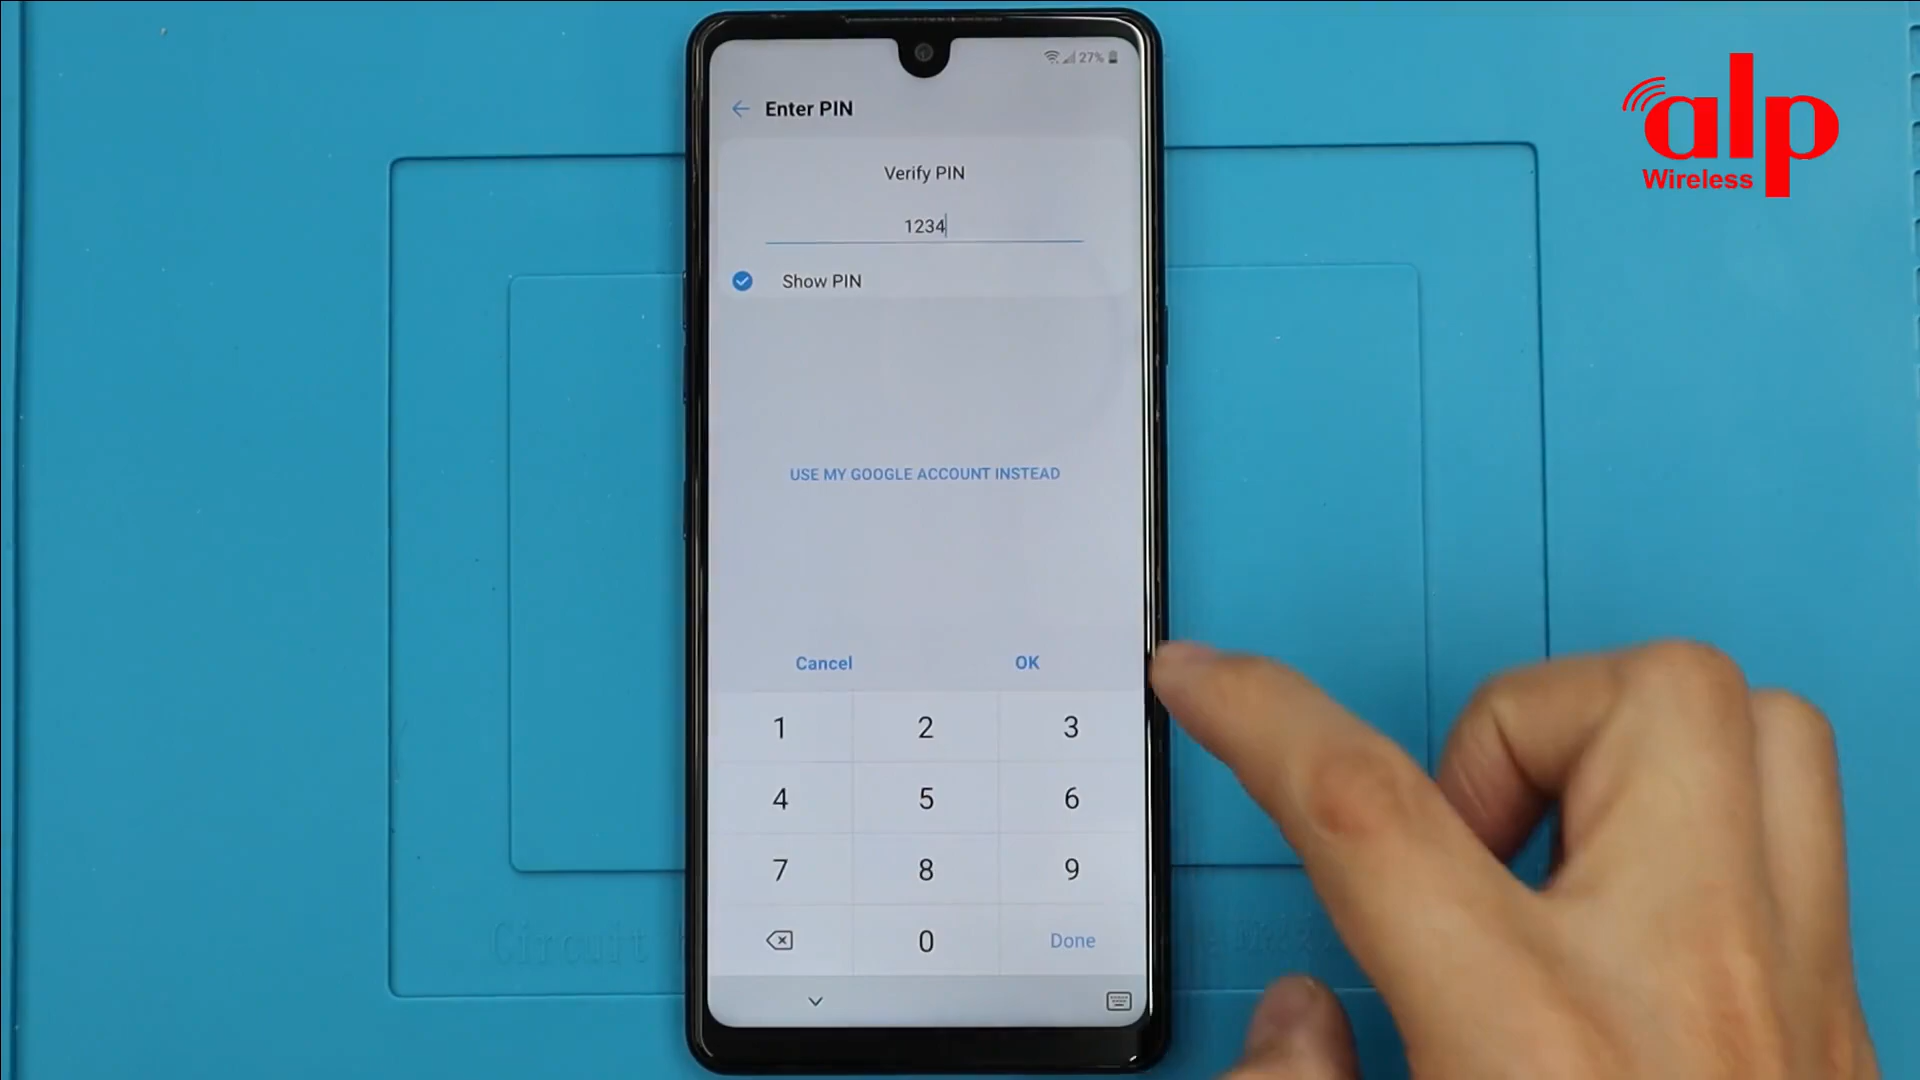 27%
Enter PIN
Verify PIN
1234
Show PIN
USE MY GOOGLE ACCOUNT INSTEAD
Cancel OK
1 2 3
4 5 6
7 8 9
0 Done
alp
Wireless
Circuit